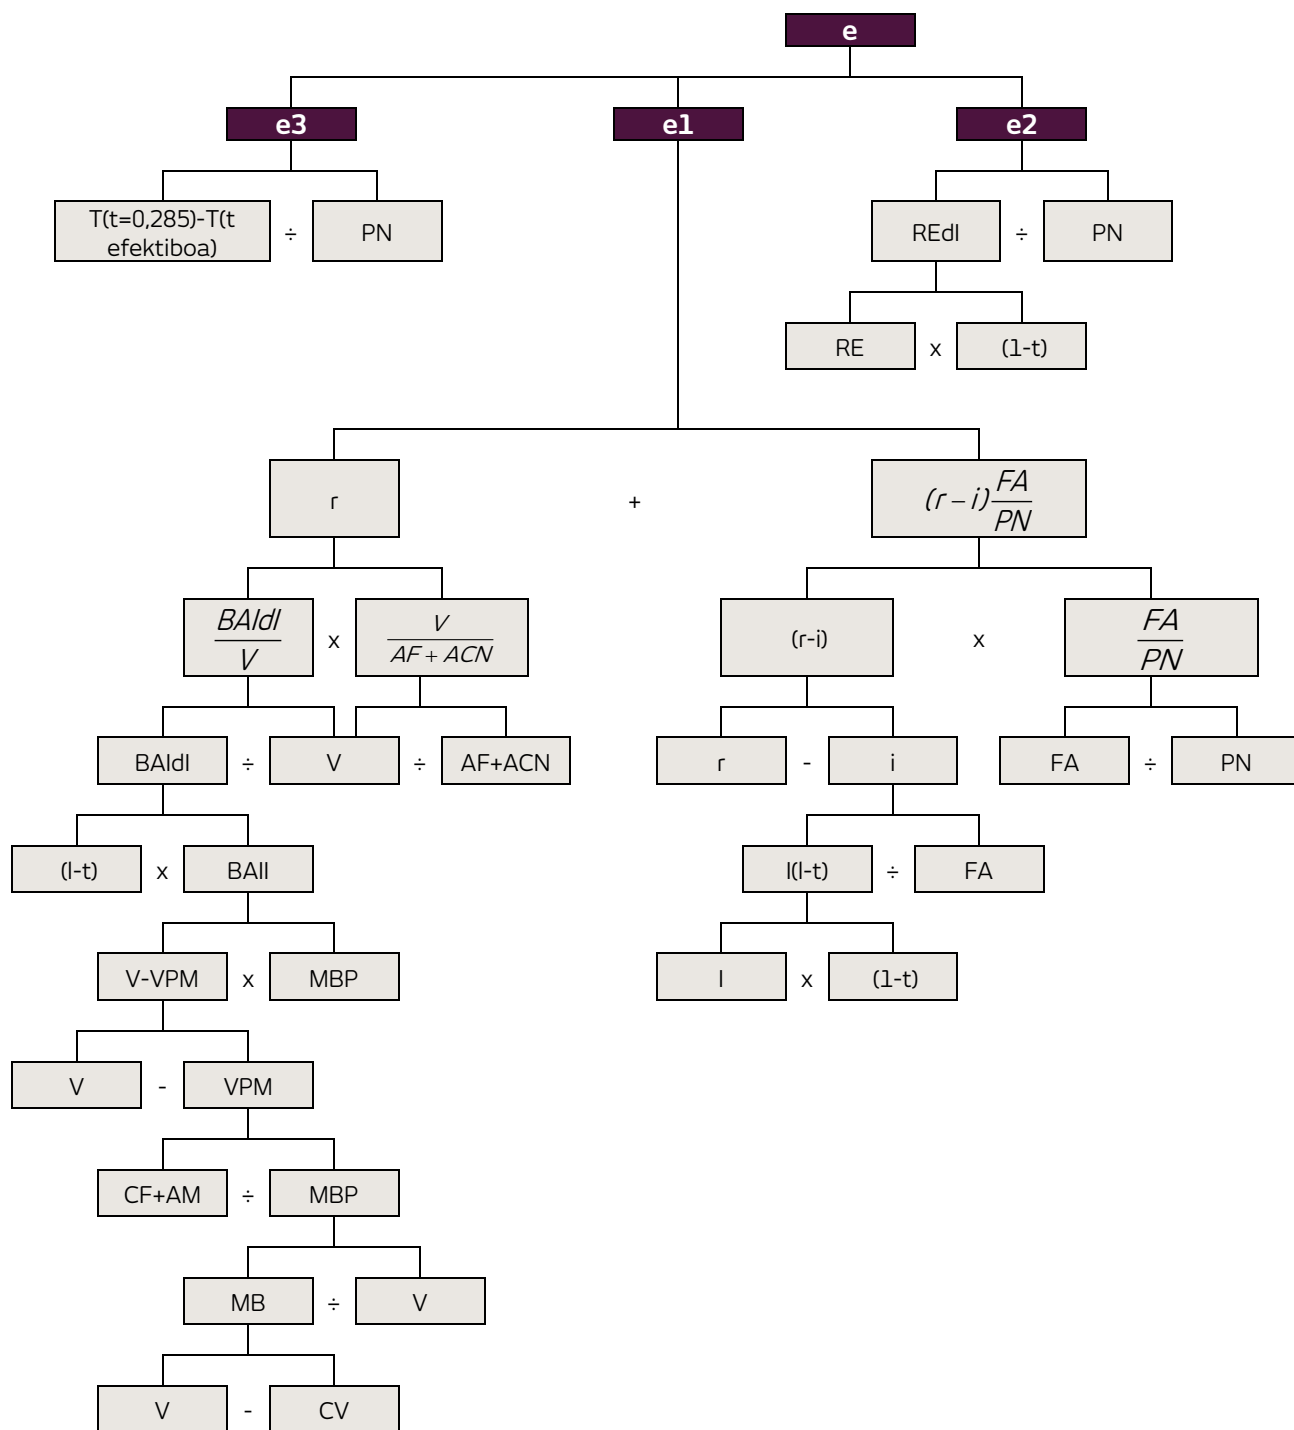 e
e3
e1
e2
T(t=0,285)-T(t
efektiboa)
÷
PN
REdI
÷
PN
RE
x
(1-t)
r
+
(r – i) FA/PN
BAIdI/V
x
V/AF + ACN
(r-i)
x
FA/PN
BAIdI
÷
V
÷
AF+ACN
r
-
i
FA
÷
PN
(l-t)
x
BAII
I(l-t)
÷
FA
V-VPM
x
MBP
I
x
(1-t)
V
-
VPM
CF+AM
÷
MBP
MB
÷
V
V
-
CV